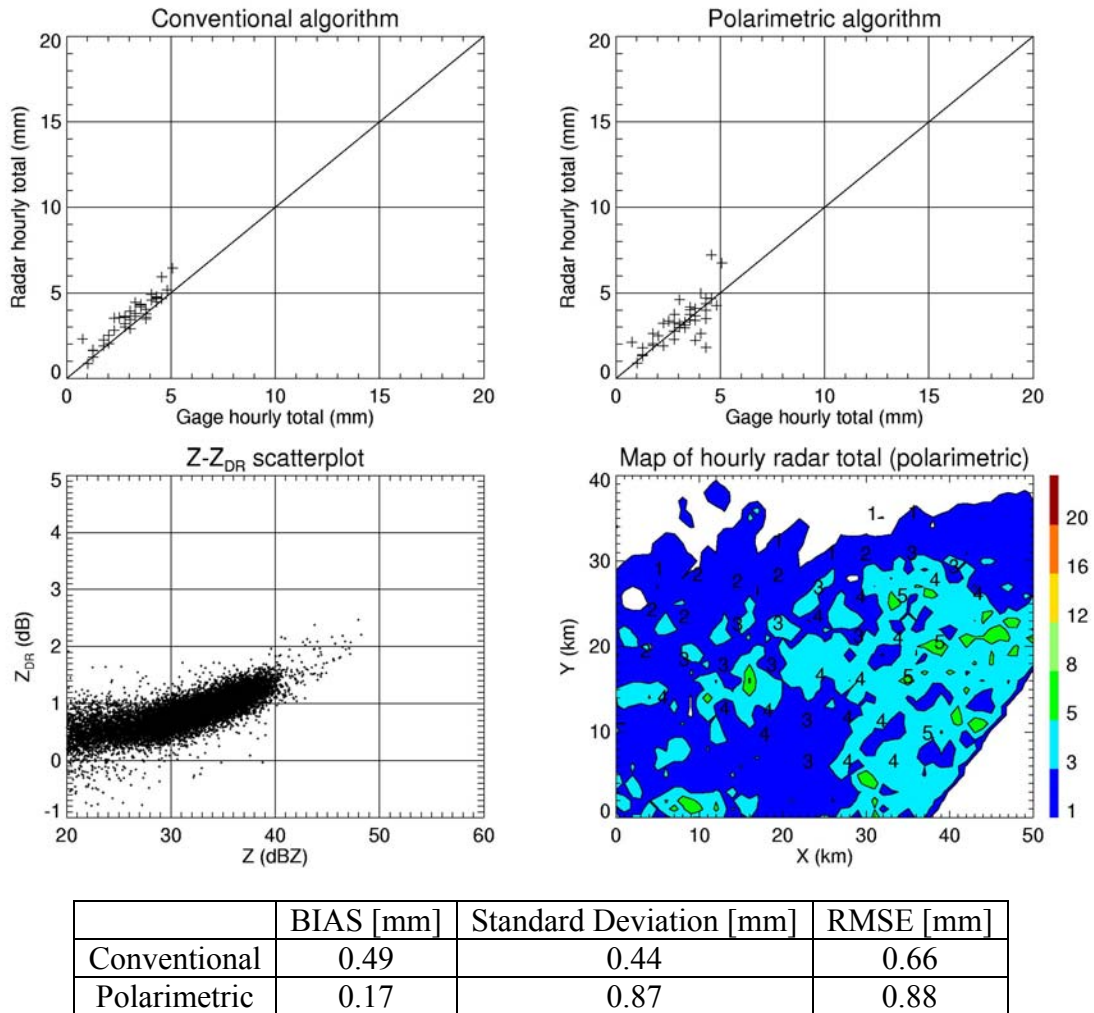 Conventional algorithm
20
15
10
5
0
Radar hourly total (mm)
0 5 10 15 20
Gage hourly total (mm)
Polarimetric algorithm
20
15
10
5
0
Radar hourly total (mm)
0 5 10 15 20
Gage hourly total (mm)
Z-ZDR scatterplot
5
4
3
2
1
0
-1
ZDR (dB)
20 30 40 50 60
Z (dBZ)
Map of hourly radar total (polarimetric)
40
30
20
10
0
Y (km)
0 10 20 30 40 50
X (km)
20
16
12
8
5
3
1
BIAS [mm] Standard Deviation [mm] RMSE [mm]
Conventional 0.49 0.44 0.66
Polarimetric 0.17 0.87 0.88